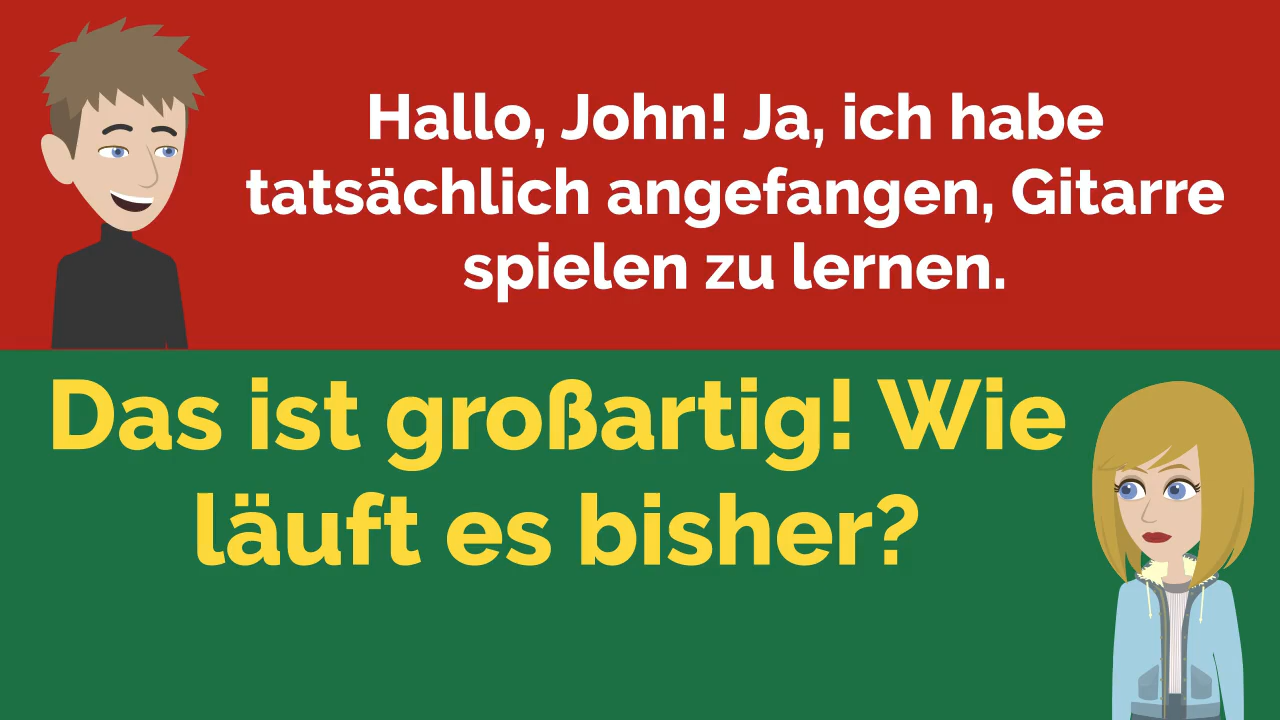 Hallo, John! Ja, ich habe
tatsächlich angefangen, Gitarre
spielen zu lernen.
Das ist großartig! Wie
läuft es bisher?